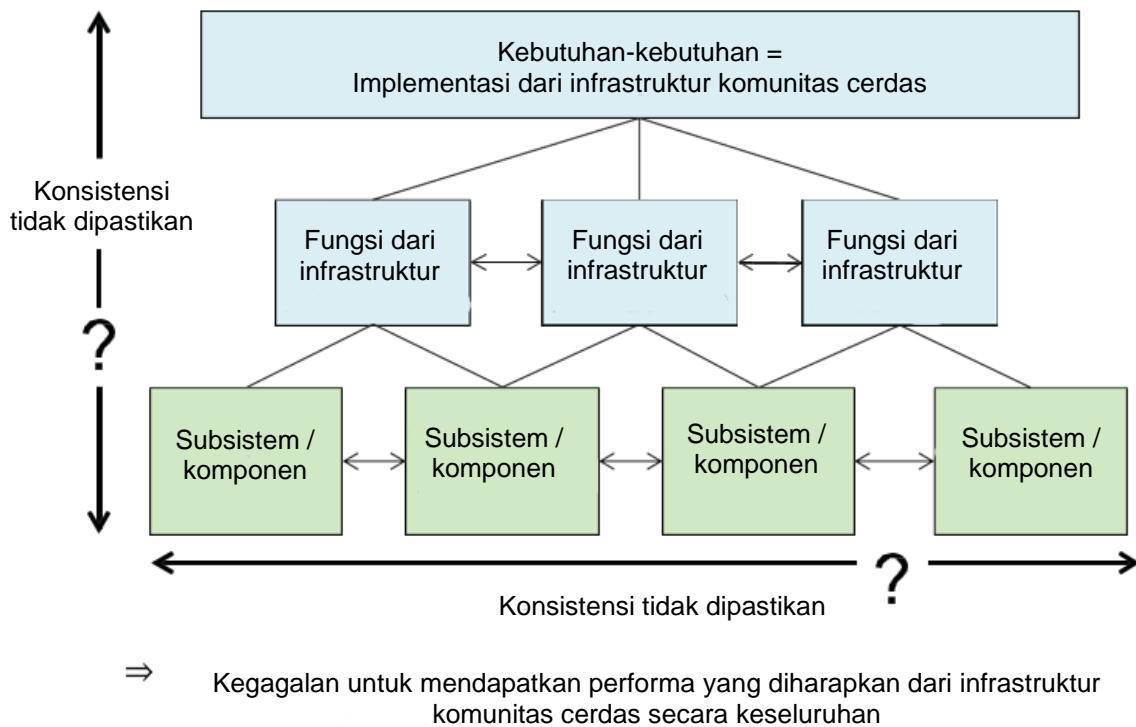 Kebutuhan-kebutuhan =
Implementasi dari infrastruktur komunitas cerdas
Konsistensi
tidak dipastikan
?
Fungsi dari
infrastruktur
Fungsi dari
infrastruktur
Fungsi dari
infrastruktur
Subsistem /
komponen
Subsistem /
komponen
Subsistem /
komponen
Subsistem /
komponen
?
Konsistensi tidak dipastikan
⇒ Kegagalan untuk mendapatkan performa yang diharapkan dari infrastruktur
komunitas cerdas secara keseluruhan